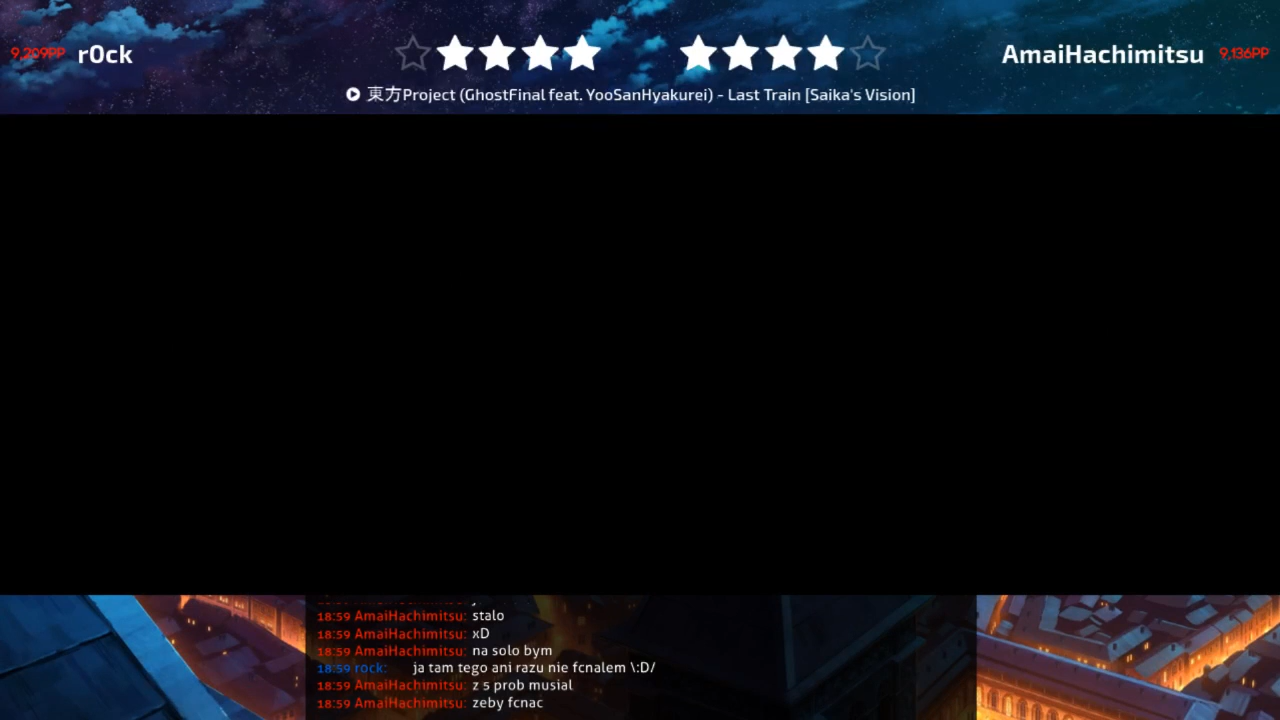 9,209PP r0ck
AmaiHachimitsu 9,136PP
東方Project (GhostFinal feat. YooSanHyakurei) - Last Train [Saika's Vision]
18:59 AmaiHachimitsu: stalo
18:59 AmaiHachimitsu: xD
18:59 AmaiHachimitsu: na solo bym
18:59 rock: ja tam tego ani razu nie fcnalem \:D/
18:59 AmaiHachimitsu: z 5 prob musial
18:59 AmaiHachimitsu: zeby fcnac